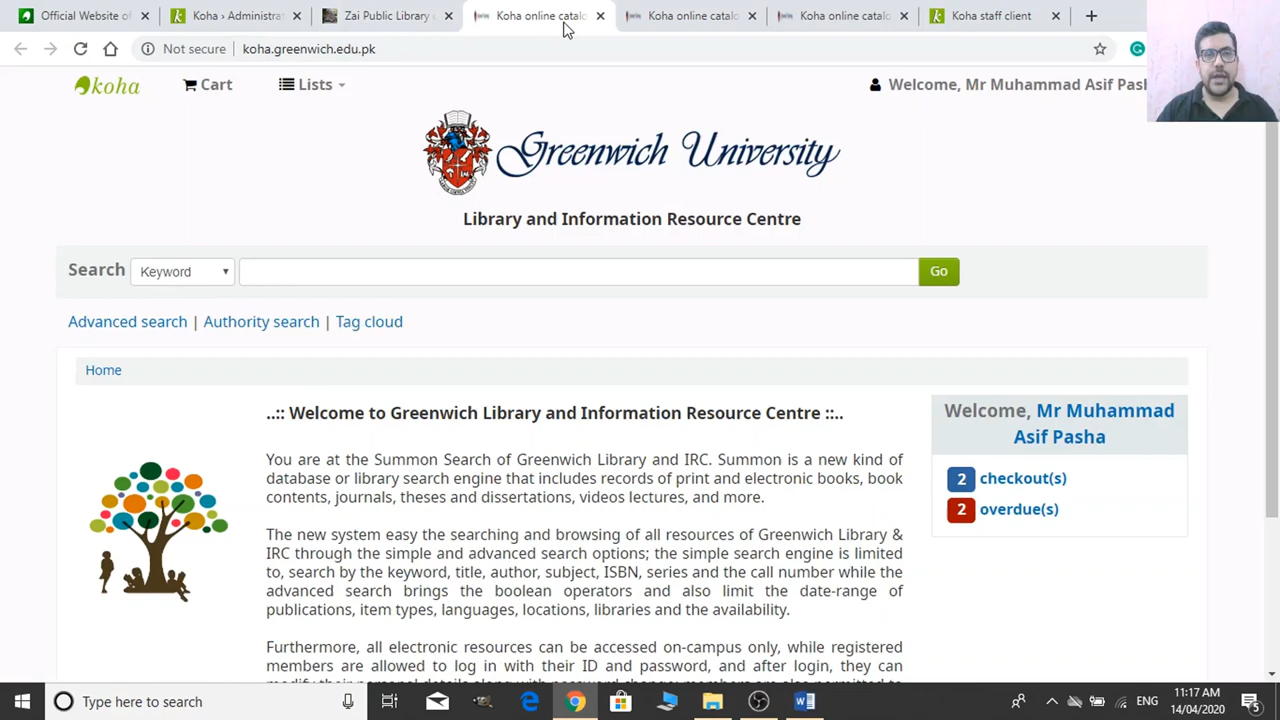 Official Website of
Koha › Administra
Zai Public Library
Koha online catalo
Koha online catalo
Koha online catalo
Koha staff client
Not secure
koha.greenwich.edu.pk
koha
Cart
Lists
Welcome, Mr Muhammad Asif Pash
Greenwich University
Library and Information Resource Centre
Search
Keyword
Go
Advanced search | Authority search | Tag cloud
Home
..:: Welcome to Greenwich Library and Information Resource Centre ::..
You are at the Summon Search of Greenwich Library and IRC. Summon is a new kind of
database or library search engine that includes records of print and electronic books, book
contents, journals, theses and dissertations, videos lectures, and more.
The new system easy the searching and browsing of all resources of Greenwich Library &
IRC through the simple and advanced search options; the simple search engine is limited
to, search by the keyword, title, author, subject, ISBN, series and the call number while the
advanced search brings the boolean operators and also limit the date-range of
publications, item types, languages, locations, libraries and the availability.
Furthermore, all electronic resources can be accessed on-campus only, while registered
members are allowed to log in with their ID and password, and after login, they can
Welcome, Mr Muhammad
Asif Pasha
2 checkout(s)
2 overdue(s)
Type here to search
ENG
11:17 AM
14/04/2020
5